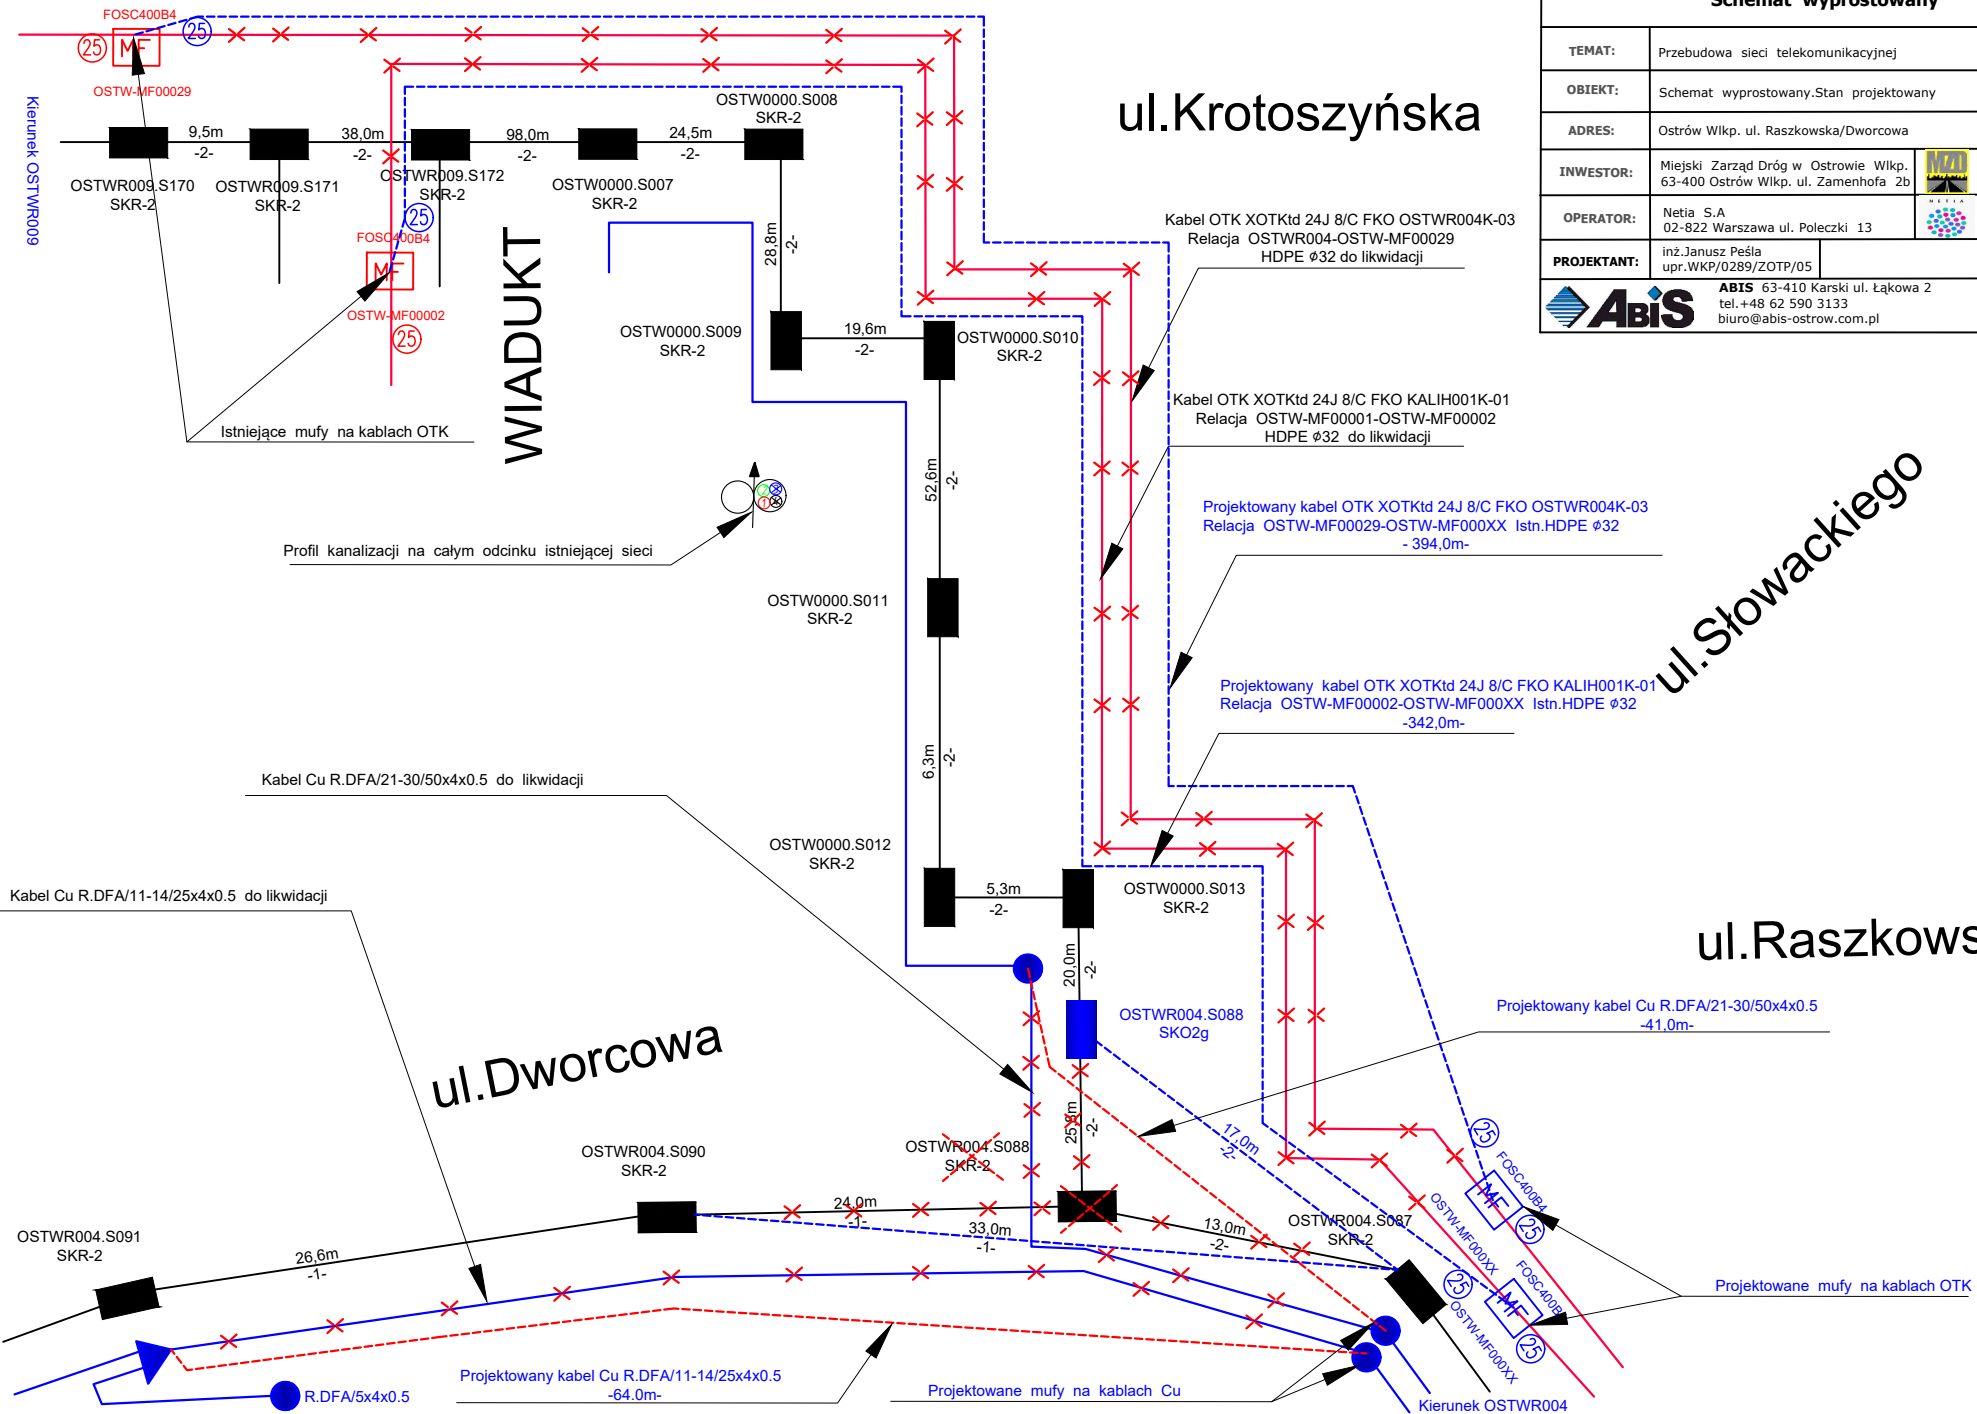 Schemat wyprostowany
TEMAT: Przebudowa sieci telekomunikacyjnej
OBIEKT: Schemat wyprostowany.Stan projektowany
ADRES: Ostrów Wlkp. ul. Raszkowska/Dworcowa
INWESTOR: Miejski Zarząd Dróg w Ostrowie Wlkp.
63-400 Ostrów Wlkp. ul. Zamenhofa 2b
MZD
OPERATOR: Netia S.A
02-822 Warszawa ul. Poleczki 13
NETIA
PROJEKTANT: inż.Janusz Peśla
upr.WKP/0289/ZOTP/05
ABIS
ABIS 63-410 Karski ul. Łąkowa 2
tel.+48 62 590 3133
biuro@abis-ostrow.com.pl
FOSC400B4
25
MF
25
OSTW-MF00029
Kierunek OSTWR009
9,5m
-2-
38,0m
-2-
98,0m
-2-
24,5m
-2-
OSTWR009.S170
SKR-2
OSTWR009.S171
SKR-2
OSTWR009.S172
SKR-2
OSTW0000.S007
SKR-2
OSTW0000.S008
SKR-2
25
FOSC400B4
MF
OSTW-MF00002
25
WIADUKT
ul.Krotoszyńska
28,8m
-2-
OSTW0000.S009
SKR-2
19,6m
-2-
OSTW0000.S010
SKR-2
Kabel OTK XOTKtd 24J 8/C FKO OSTWR004K-03
Relacja OSTWR004-OSTW-MF00029
HDPE ϕ32 do likwidacji
Kabel OTK XOTKtd 24J 8/C FKO KALIH001K-01
Relacja OSTW-MF00001-OSTW-MF00002
HDPE ϕ32 do likwidacji
Istniejące mufy na kablach OTK
52,6m
-2-
Profil kanalizacji na całym odcinku istniejącej sieci
Projektowany kabel OTK XOTKtd 24J 8/C FKO OSTWR004K-03
Relacja OSTW-MF00029-OSTW-MF000XX Istn.HDPE ϕ32
- 394,0m-
ul.Słowackiego
OSTW0000.S011
SKR-2
Projektowany kabel OTK XOTKtd 24J 8/C FKO KALIH001K-01
Relacja OSTW-MF00002-OSTW-MF000XX Istn.HDPE ϕ32
-342,0m-
6,3m
-2-
Kabel Cu R.DFA/21-30/50x4x0.5 do likwidacji
OSTW0000.S012
SKR-2
5,3m
-2-
OSTW0000.S013
SKR-2
Kabel Cu R.DFA/11-14/25x4x0.5 do likwidacji
ul.Raszkows
20,0m
-2-
OSTWR004.S088
SKO2g
Projektowany kabel Cu R.DFA/21-30/50x4x0.5
-41,0m-
ul.Dworcowa
-2-
17,0m
-2-
OSTWR004.S090
SKR-2
OSTWR004.S088
SKR-2
24,0m
-1-
33,0m
-1-
13,0m
-2-
OSTWR004.S087
SKR-2
25
FOSC400B4
MF
25
OSTW-MF000XX
OSTWR004.S091
SKR-2
26,6m
-1-
25
MF
25
OSTW-MF000XX
Projektowane mufy na kablach OTK
R.DFA/5x4x0.5
Projektowany kabel Cu R.DFA/11-14/25x4x0.5
-64.0m-
Projektowane mufy na kablach Cu
Kierunek OSTWR004